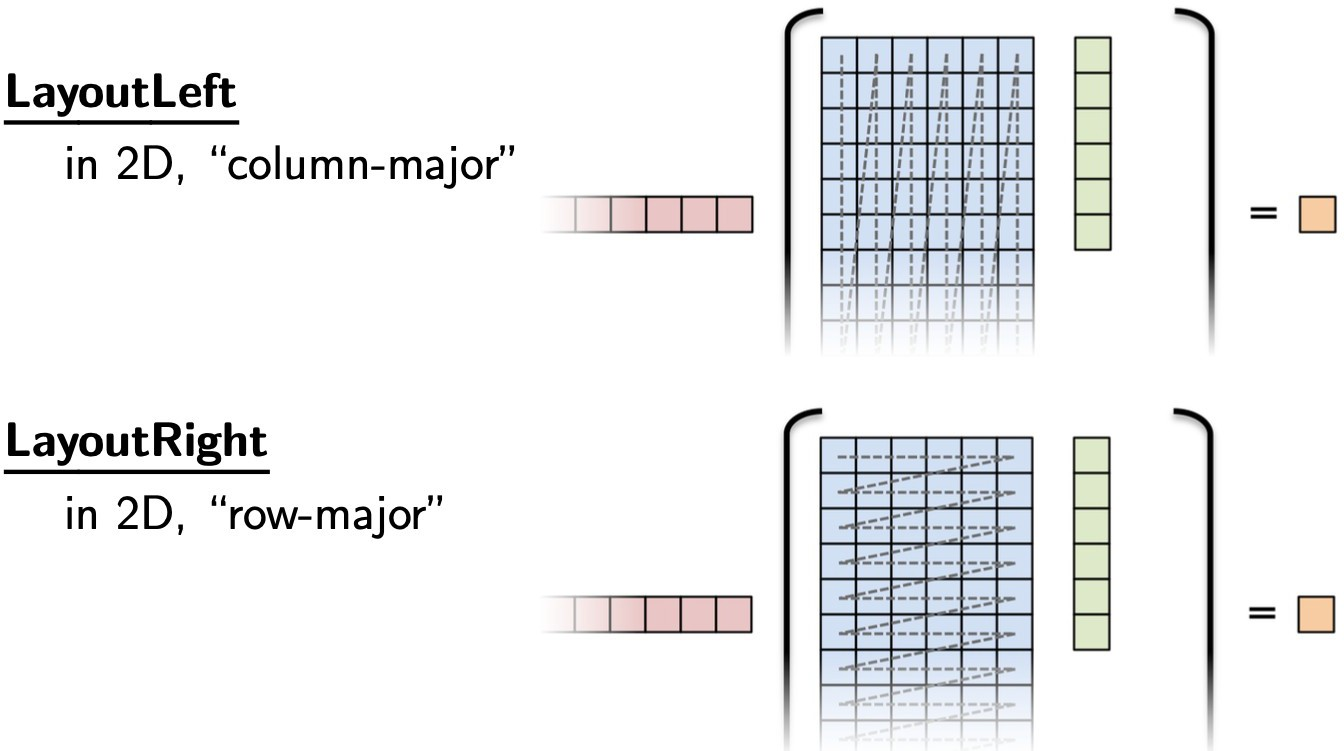 LayoutLeft
in 2D, “column-major”
=
LayoutRight
in 2D, “row-major”
=